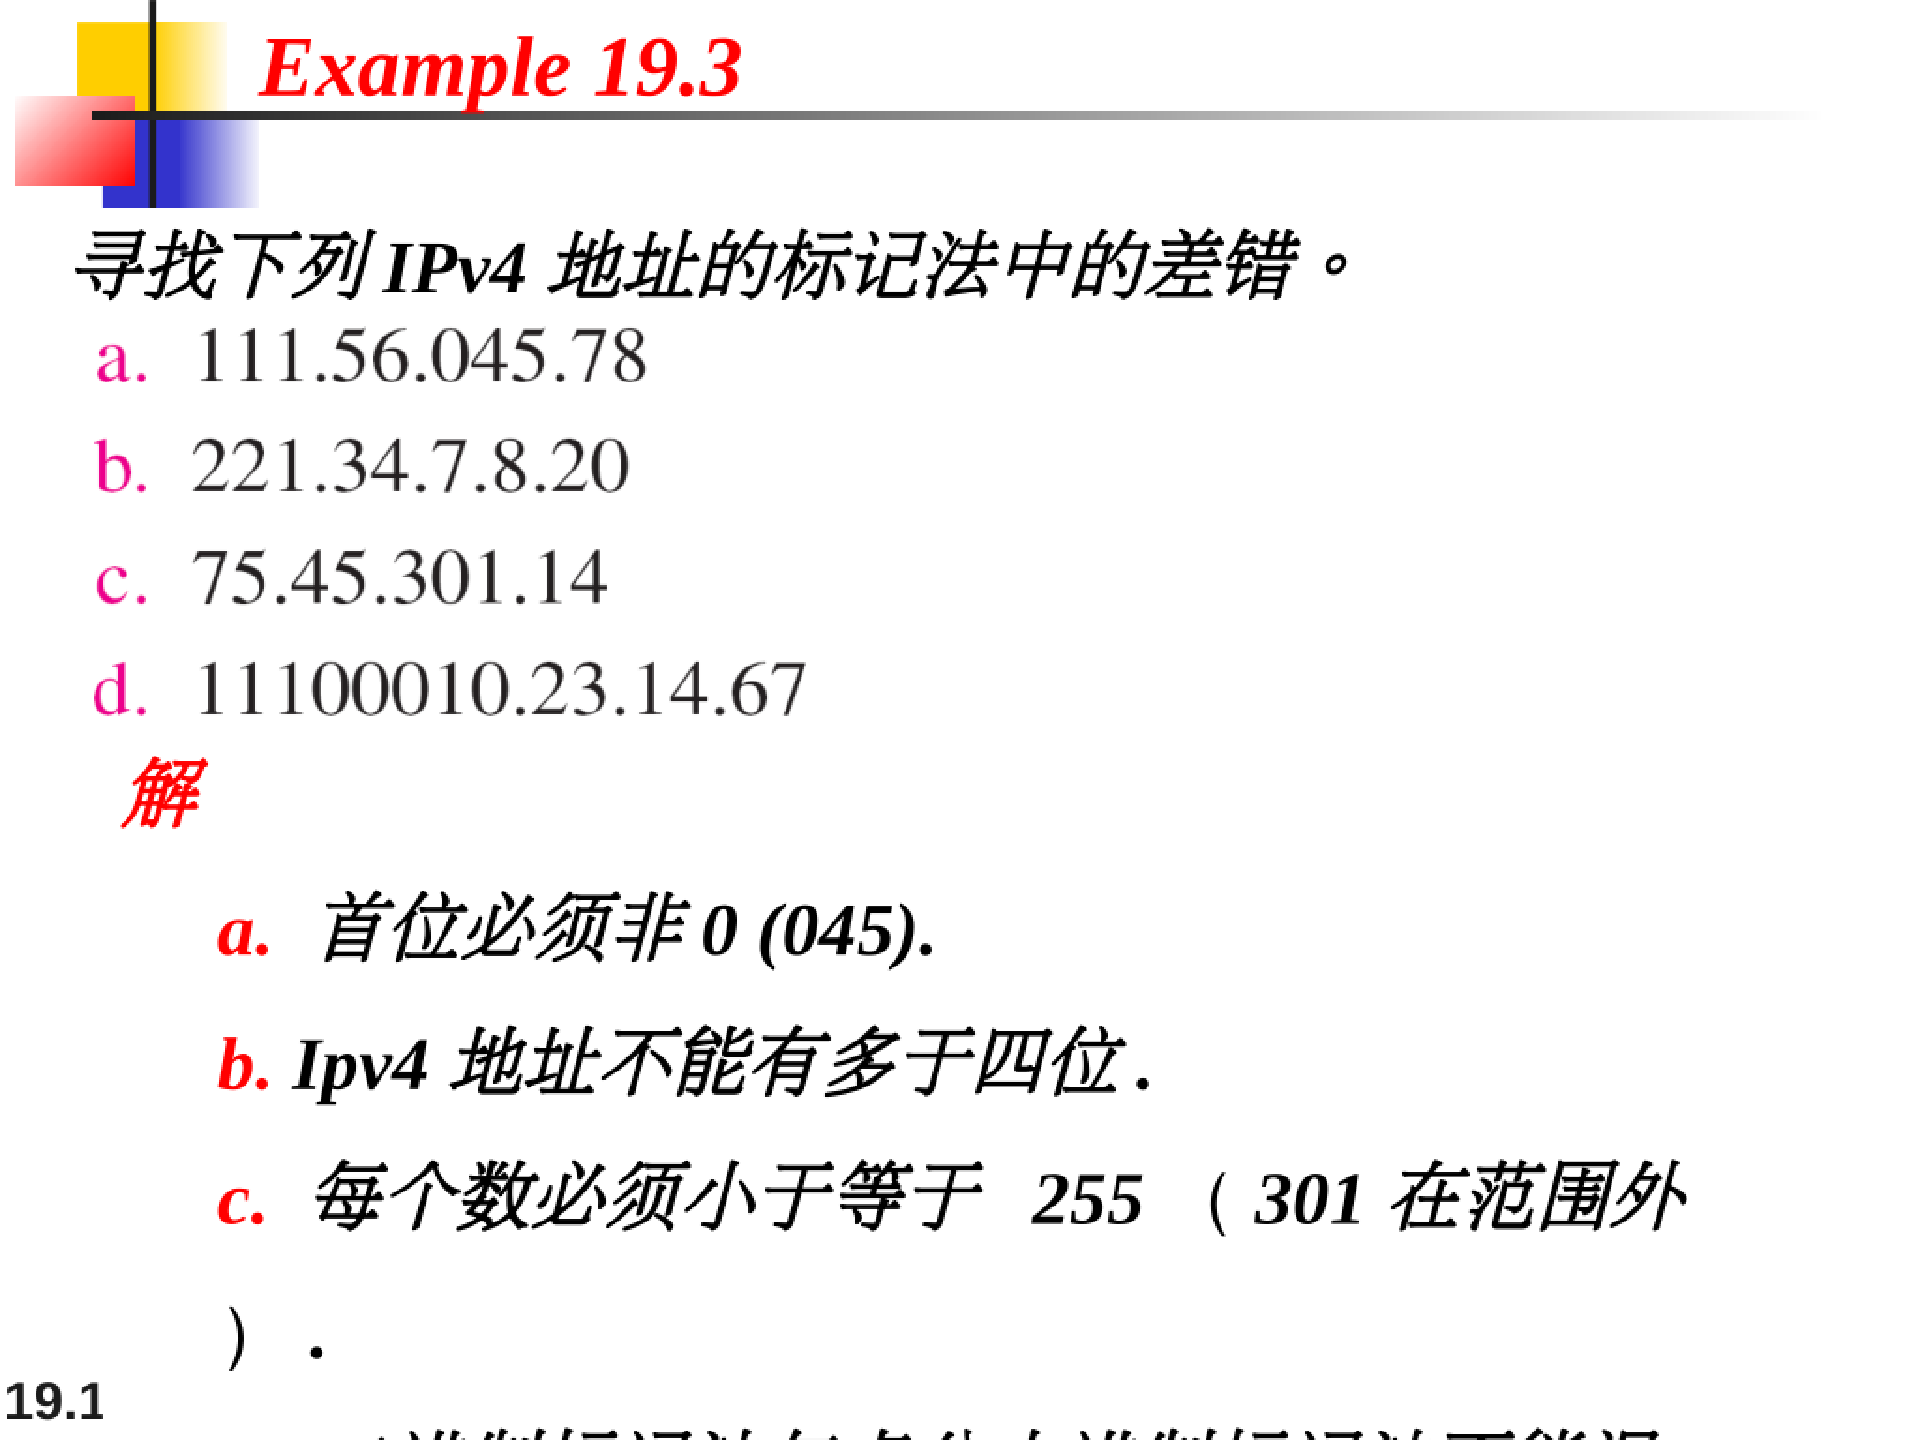 Example 19.3
寻找下列 IPv4 地址的标记法中的差错。
a. 111.56.045.78
b. 221.34.7.8.20
c. 75.45.301.14
d. 11100010.23.14.67
解
a. 首位必须非 0 (045).
b. Ipv4 地址不能有多于四位 .
c. 每个数必须小于等于 255 （ 301 在范围外
） .
19.1